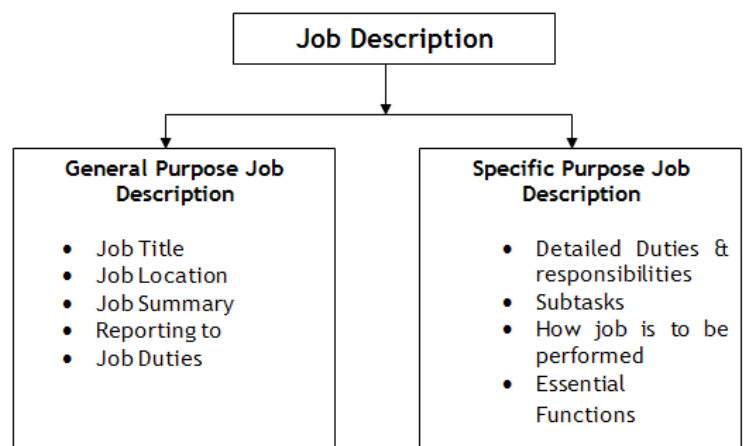 Job Description
General Purpose Job
Description
• Job Title
• Job Location
• Job Summary
• Reporting to
• Job Duties
Specific Purpose Job
Description
• Detailed Duties &
responsibilities
• Subtasks
• How job is to be
performed
• Essential
Functions